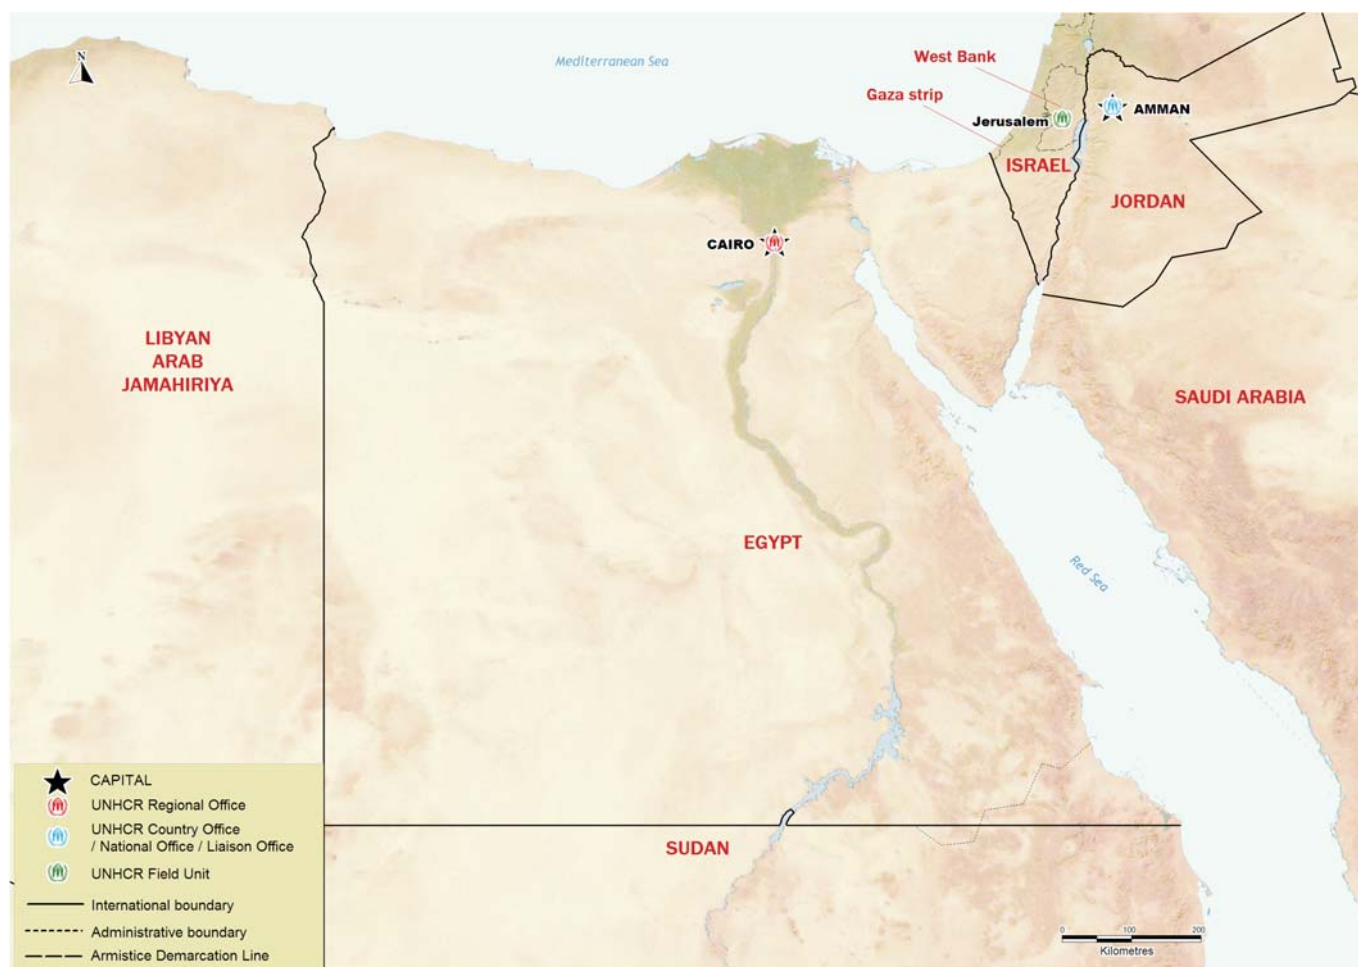 N
Mediterranean Sea
West Bank
Gaza strip
Jerusalem
AMMAN
ISRAEL
JORDAN
CAIRO
LIBYAN
ARAB
JAMAHIRIYA
SAUDI ARABIA
EGYPT
Red Sea
SUDAN
CAPITAL
UNHCR Regional Office
UNHCR Country Office
/ National Office / Liaison Office
UNHCR Field Unit
International boundary
Administrative boundary
Armistice Demarcation Line
0 100 200
Kilometres